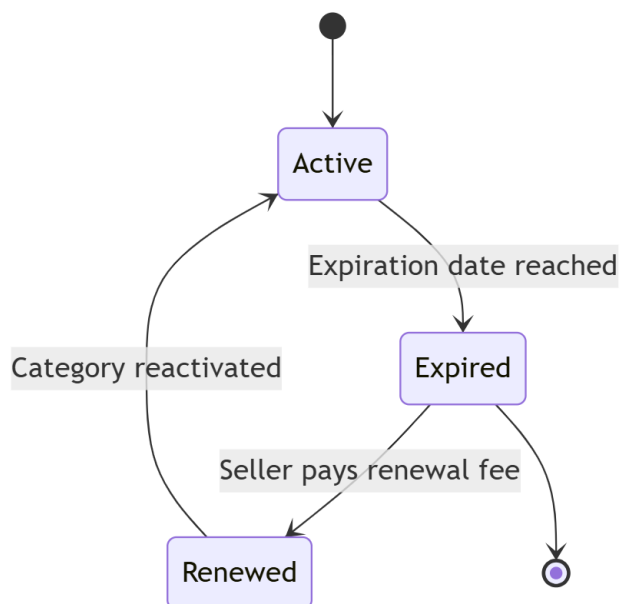 Active
Expiration date reached
Expired
Category reactivated
Seller pays renewal fee
Renewed